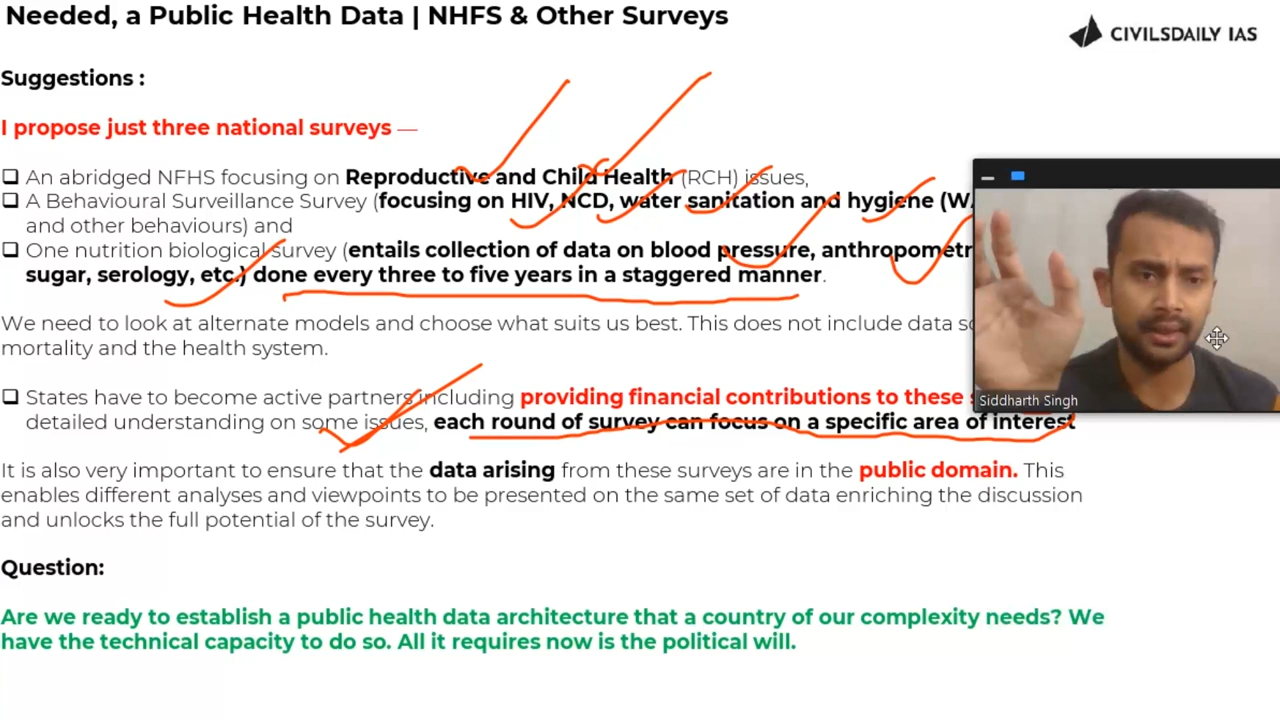 Needed, a Public Health Data | NHFS & Other Surveys
CIVILSDAILY IAS
Suggestions :
I propose just three national surveys —
An abridged NFHS focusing on Reproductive and Child Health (RCH) issues,
A Behavioural Surveillance Survey (focusing on HIV, NCD, water sanitation and hygiene
and other behaviours) and
One nutrition biological survey (entails collection of data on blood pressure,
sugar, serology, etc.) done every three to five years in a staggered manner.
We need to look at alternate models and choose what suits us best. This does not include data
mortality and the health system.
States have to become active partners including providing financial contributions to these
detailed understanding on some issues, each round of survey can focus on a specific area of interest
It is also very important to ensure that the data arising from these surveys are in the public domain. This
enables different analyses and viewpoints to be presented on the same set of data enriching the discussion
and unlocks the full potential of the survey.
Question:
Are we ready to establish a public health data architecture that a country of our complexity needs? We
have the technical capacity to do so. All it requires now is the political will.
Siddharth Singh